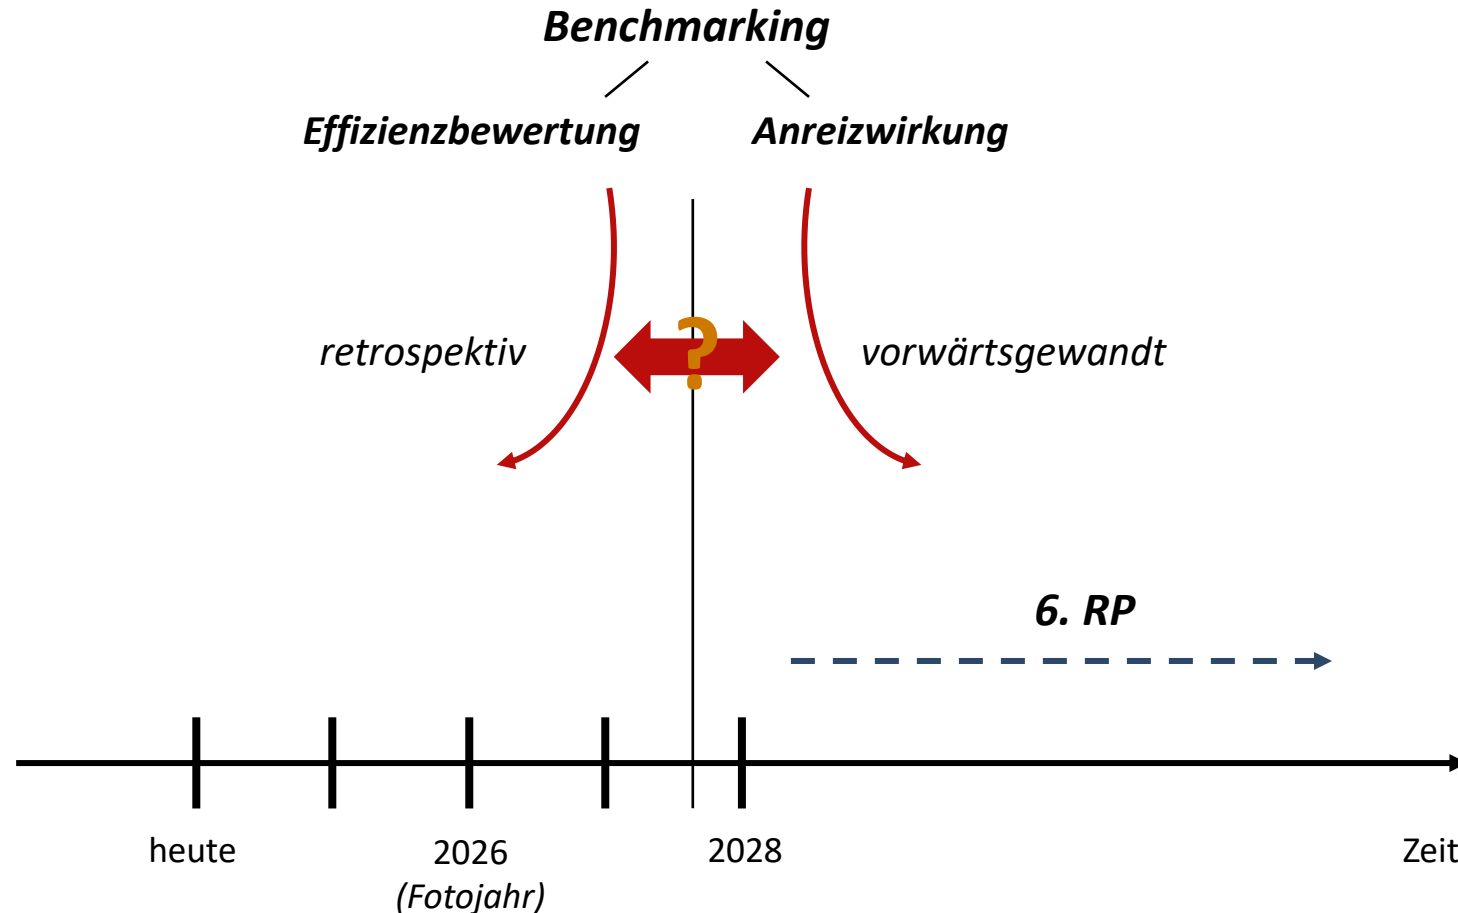 Benchmarking
Effizienzbewertung
Anreizwirkung
retrospektiv
?
vorwärtsgewandt
6. RP
heute
2026
(Fotojahr)
2028
Zeit